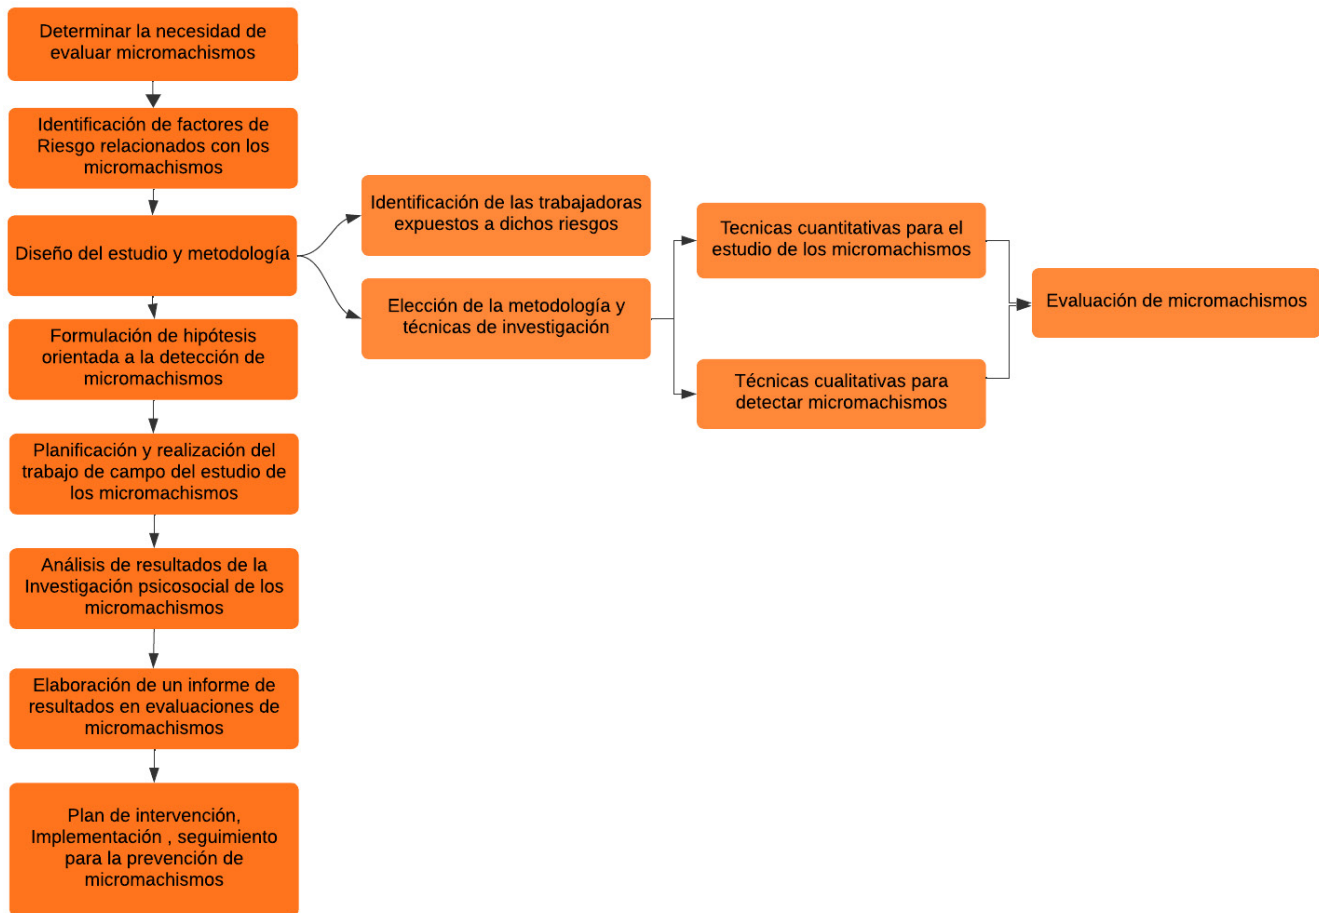 Determinar la necesidad de
evaluar micromachismos
Identificación de factores de
Riesgo relacionados con los
micromachismos
Diseño del estudio y metodología
Identificación de las trabajadoras
expuestos a dichos riesgos
Elección de la metodología y
técnicas de investigación
Tecnicas cuantitativas para el
estudio de los micromachismos
Técnicas cualitativas para
detectar micromachismos
Evaluación de micromachismos
Formulación de hipótesis
orientada a la detección de
micromachismos
Planificación y realización del
trabajo de campo del estudio de
los micromachismos
Análisis de resultados de la
Investigación psicosocial de los
micromachismos
Elaboración de un informe de
resultados en evaluaciones de
micromachismos
Plan de intervención,
Implementación , seguimiento
para la prevención de
micromachismos